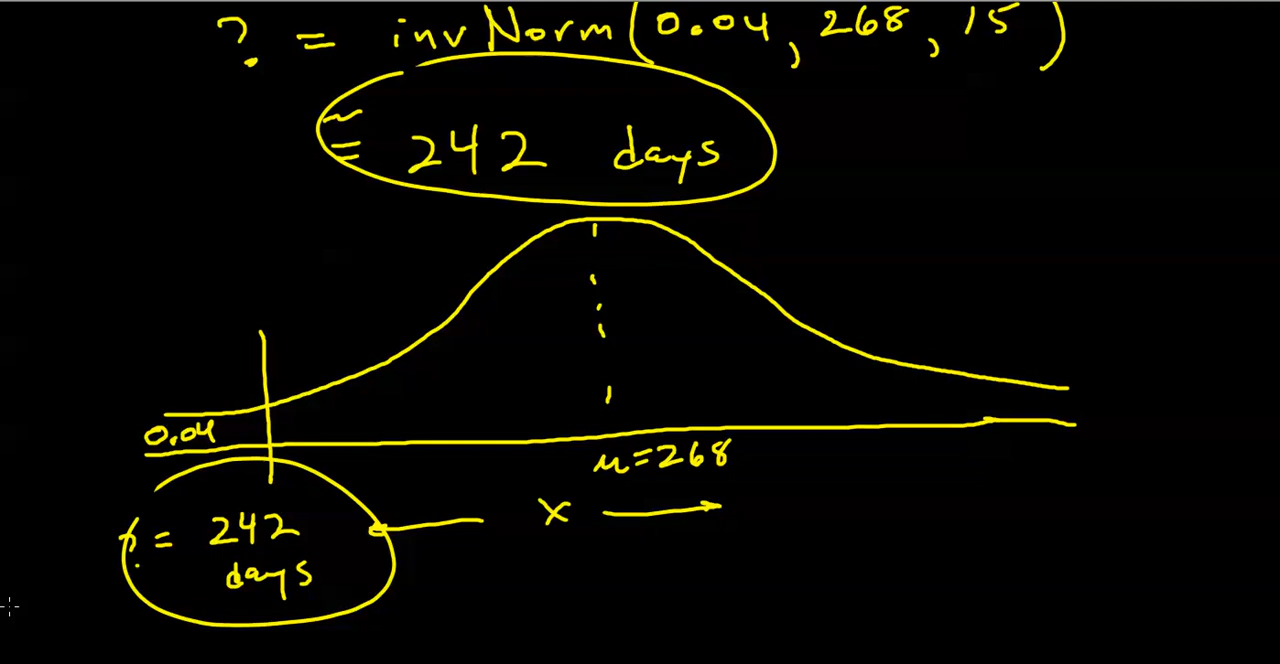 ? = invNorm(0.04, 268, 15)
≅ 242 days
0.04
μ=268
x
? = 242
days